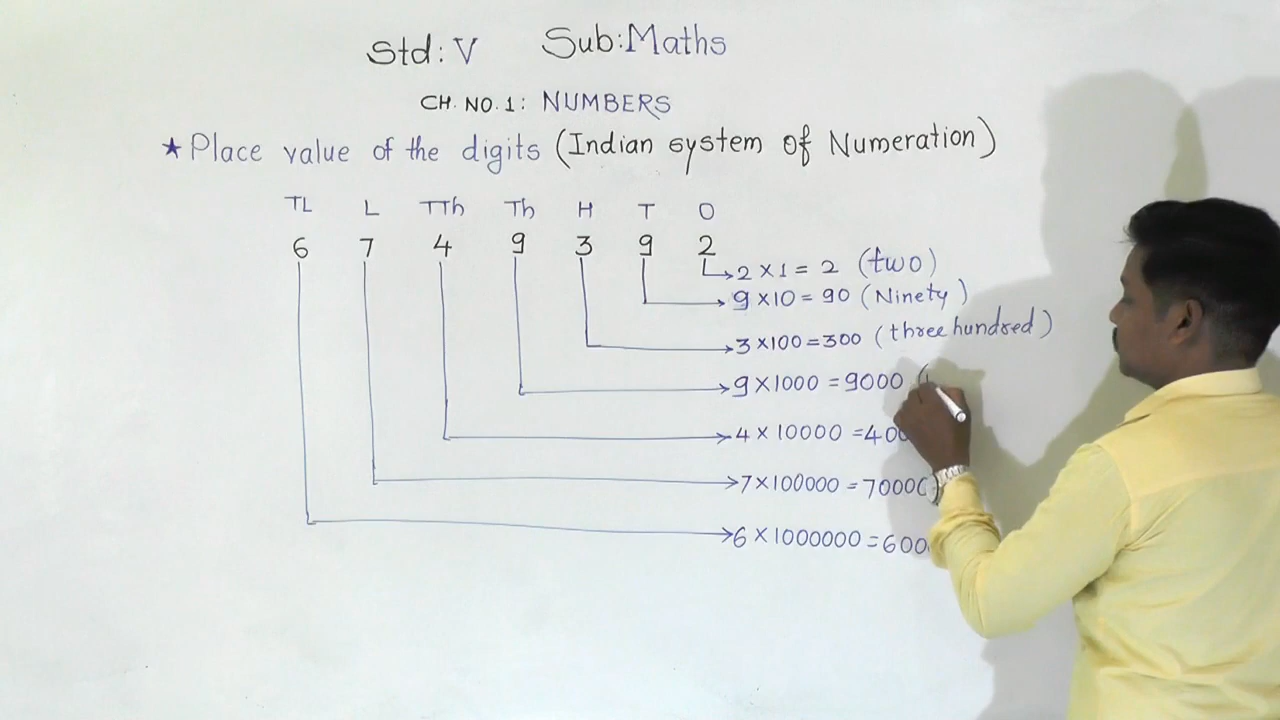 Std: V Sub: Maths
CH. NO. 1: NUMBERS
★ Place value of the digits (Indian system of Numeration)
TL L TTh Th H T O
6 7 4 9 3 9 2
2 × 1 = 2 (two)
9 × 10 = 90 (Ninety)
3 × 100 = 300 (three hundred)
9 × 1000 = 9000 (
4 × 10000 =
7 × 100000 =
6 × 1000000 =